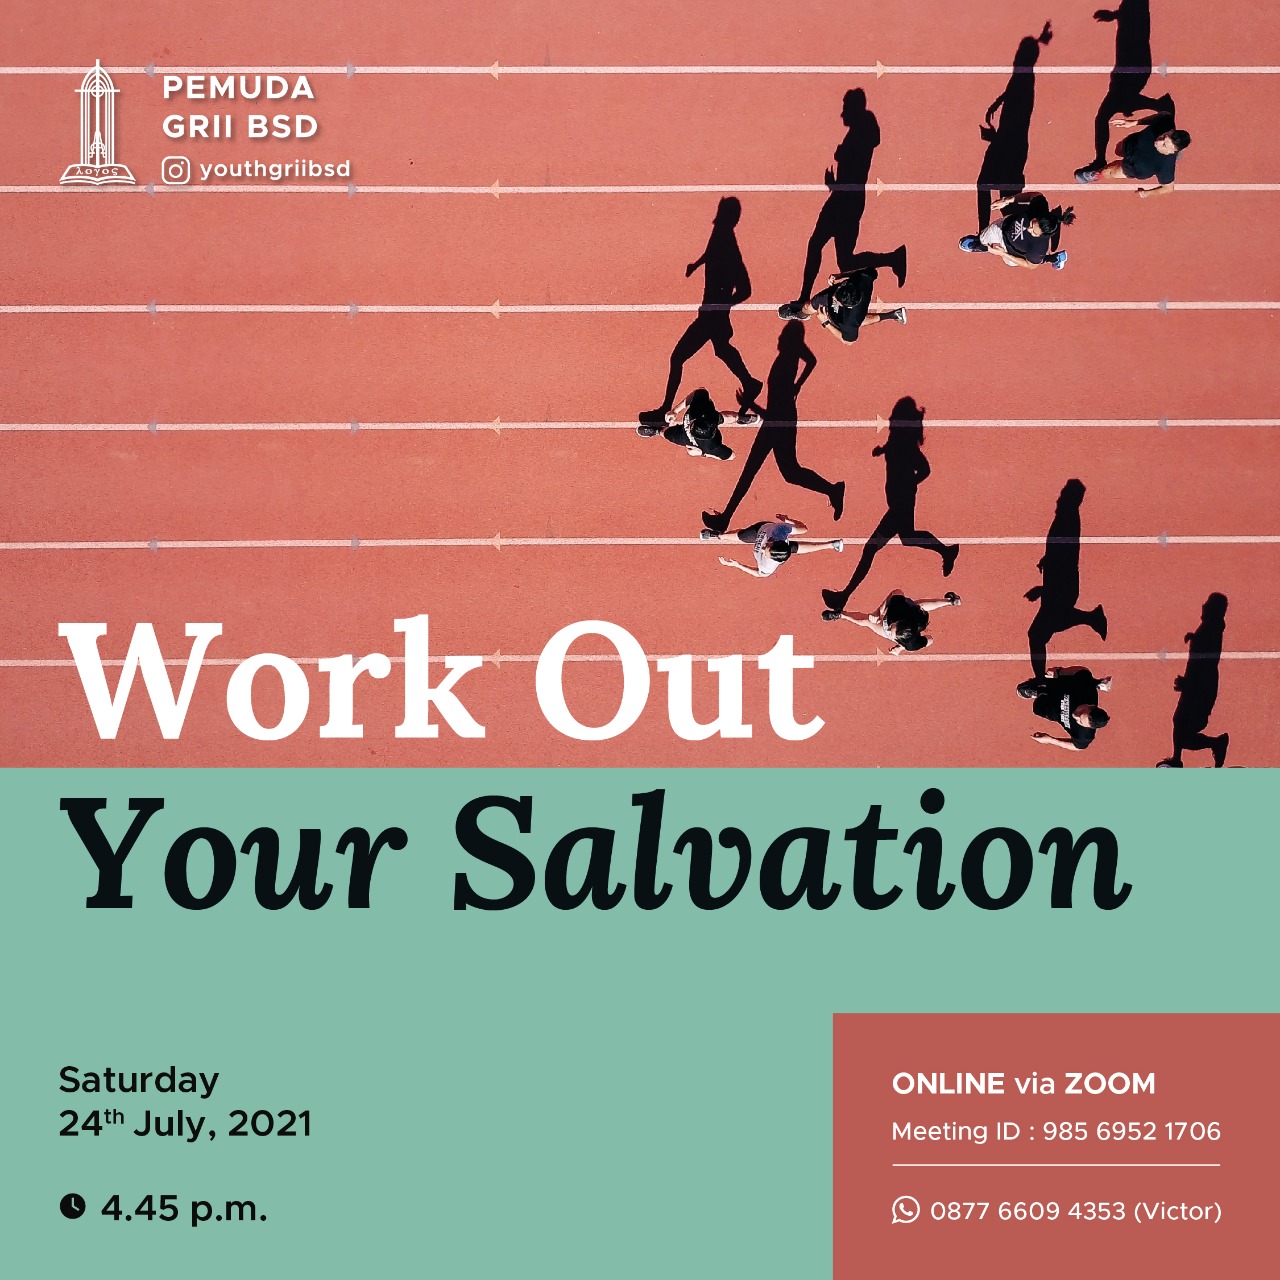 PEMUDA
GRII BSD
youthgriibsd
λογος
Work Out
Your Salvation
Saturday
24th July, 2021
4.45 p.m.
ONLINE via ZOOM
Meeting ID : 985 6952 1706
0877 6609 4353 (Victor)